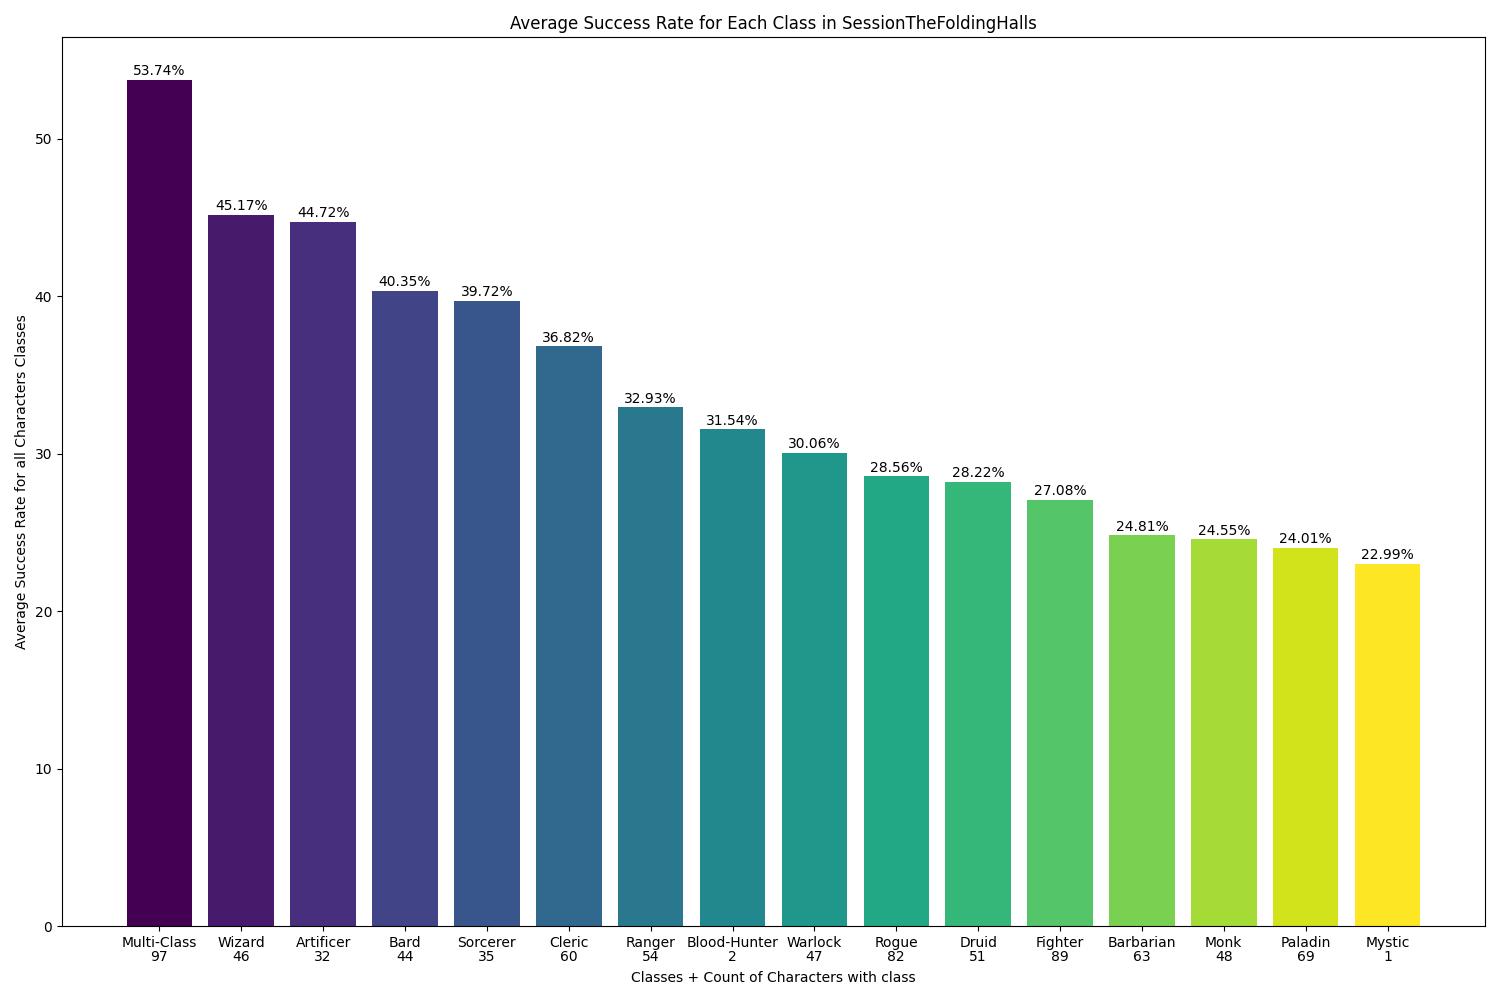 Average Success Rate for Each Class in SessionTheFoldingHalls
Average Success Rate for all Characters Classes
50
40
30
20
10
0
53.74%
45.17%
44.72%
40.35%
39.72%
36.82%
32.93%
31.54%
30.06%
28.56%
28.22%
27.08%
24.81%
24.55%
24.01%
22.99%
Multi-Class
97
Wizard
46
Artificer
32
Bard
44
Sorcerer
35
Cleric
60
Ranger
54
Blood-Hunter
2
Warlock
47
Rogue
82
Druid
51
Fighter
89
Barbarian
63
Monk
48
Paladin
69
Mystic
1
Classes + Count of Characters with class